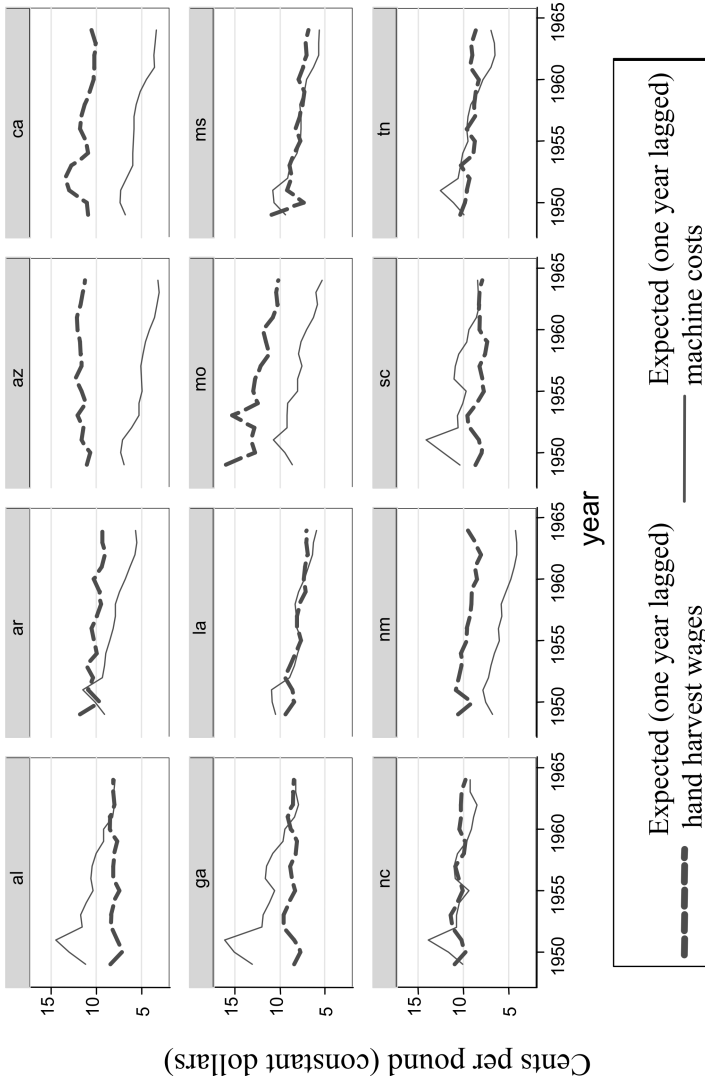 al
ar
az
ca
15
10
5
ga
la
mo
ms
15
10
5
nc
nm
sc
tn
15
10
5
1950
1955
1960
1965
1950
1955
1960
1965
1950
1955
1960
1965
1950
1955
1960
1965
year
Cents per pound (constant dollars)
Expected (one year lagged)
hand harvest wages
Expected (one year lagged)
machine costs